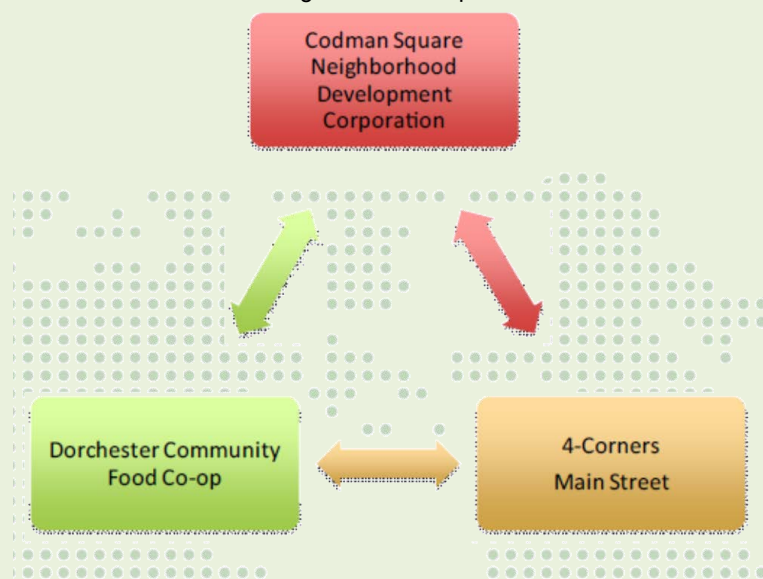 Codman Square
Neighborhood
Development
Corporation
Dorchester Community
Food Co-op
4-Corners
Main Street